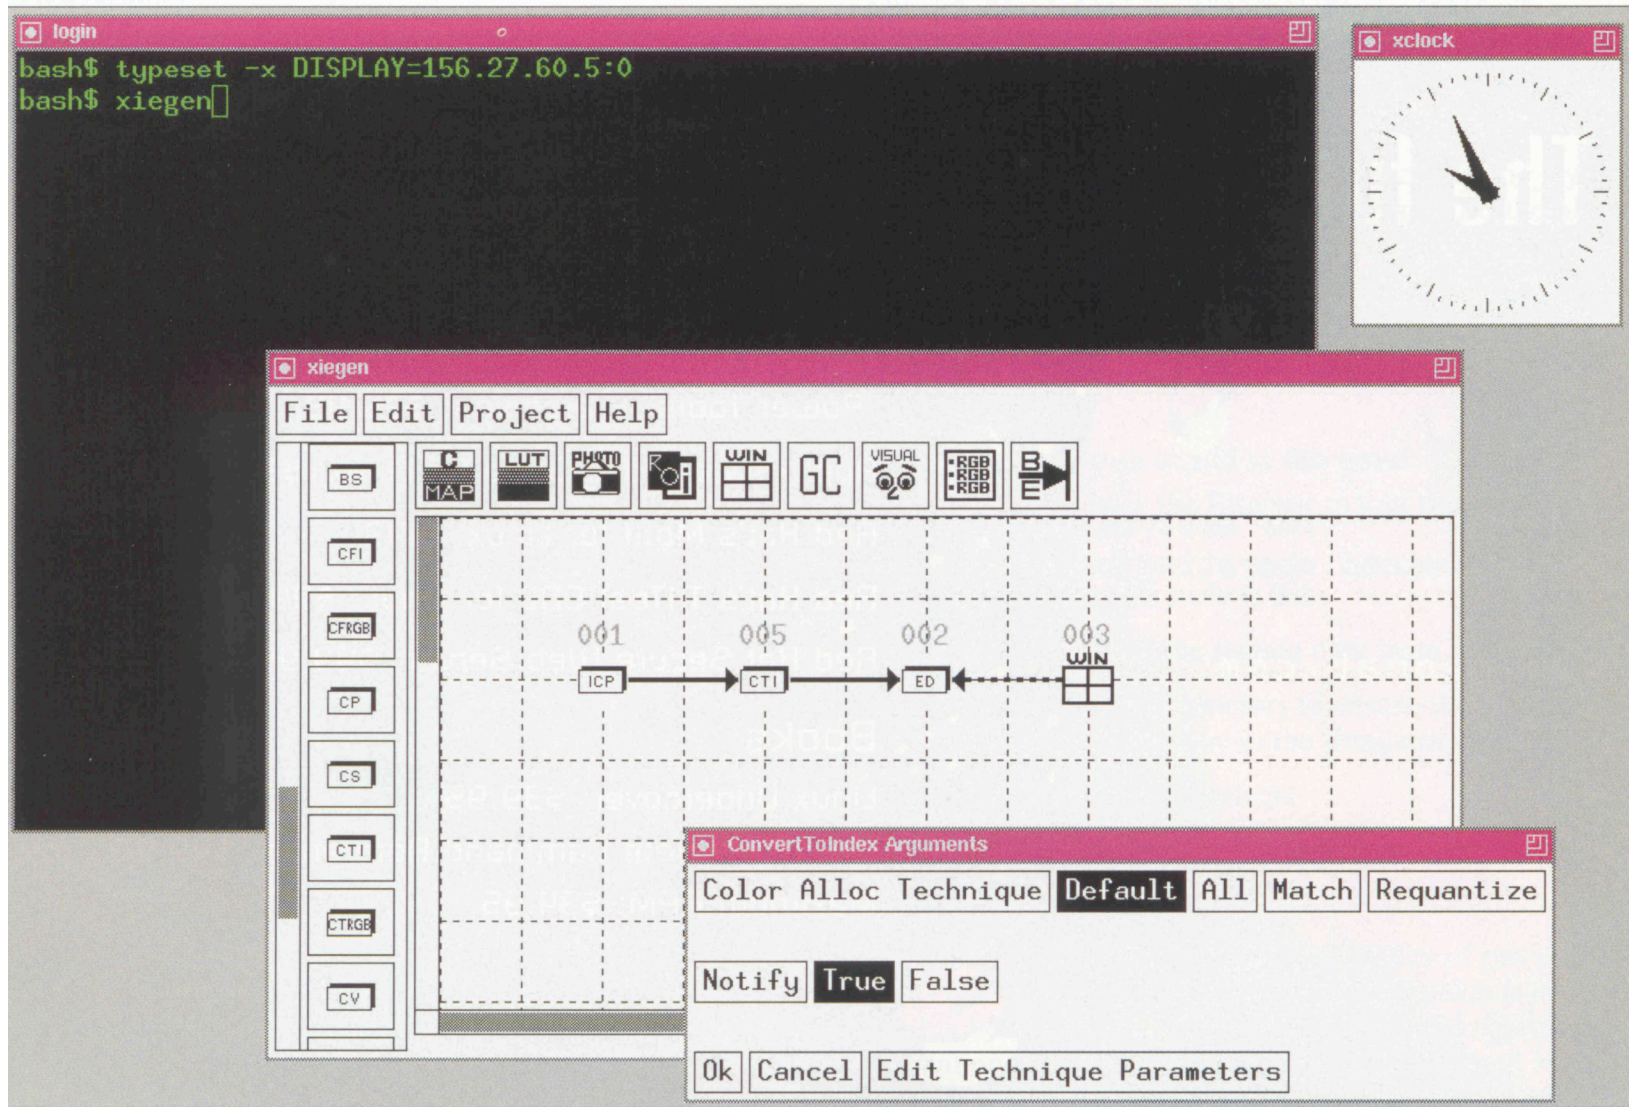 login
bash$ typeset -x DISPLAY=156.27.60.5:0
bash$ xiegen
xclock
xiegen
File Edit Project Help
C MAP LUT PHOTO ROI WIN GC VISUAL RGB RGB RGB B E
BS
CFI
CFRGB
CP
CS
CTI
CTRGB
CV
001 005 002 003
ICP CTI ED WIN
Books
ConvertToIndex Arguments
Color Alloc Technique Default All Match Requantize
Notify True False
Ok Cancel Edit Technique Parameters